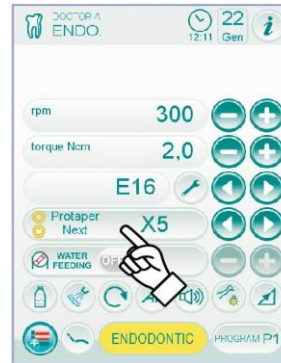 DOCTOR A
ENDO.
12:11
22
Gen
i
rpm
300
torque Ncm
2,0
E16
Protaper
Next
X5
WATER
FEEDING
OFF
ENDODONTIC
PROGRAM P1